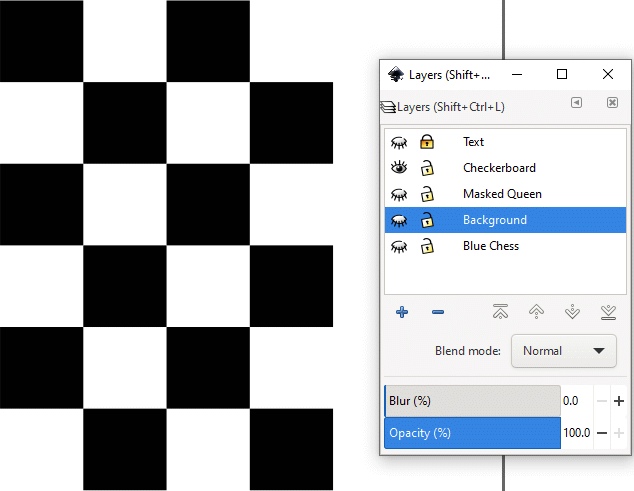 Layers (Shift+...
Layers (Shift+Ctrl+L)
Text
Checkerboard
Masked Queen
Background
Blue Chess
Blend mode: Normal
Blur (%) 0.0
Opacity (%) 100.0